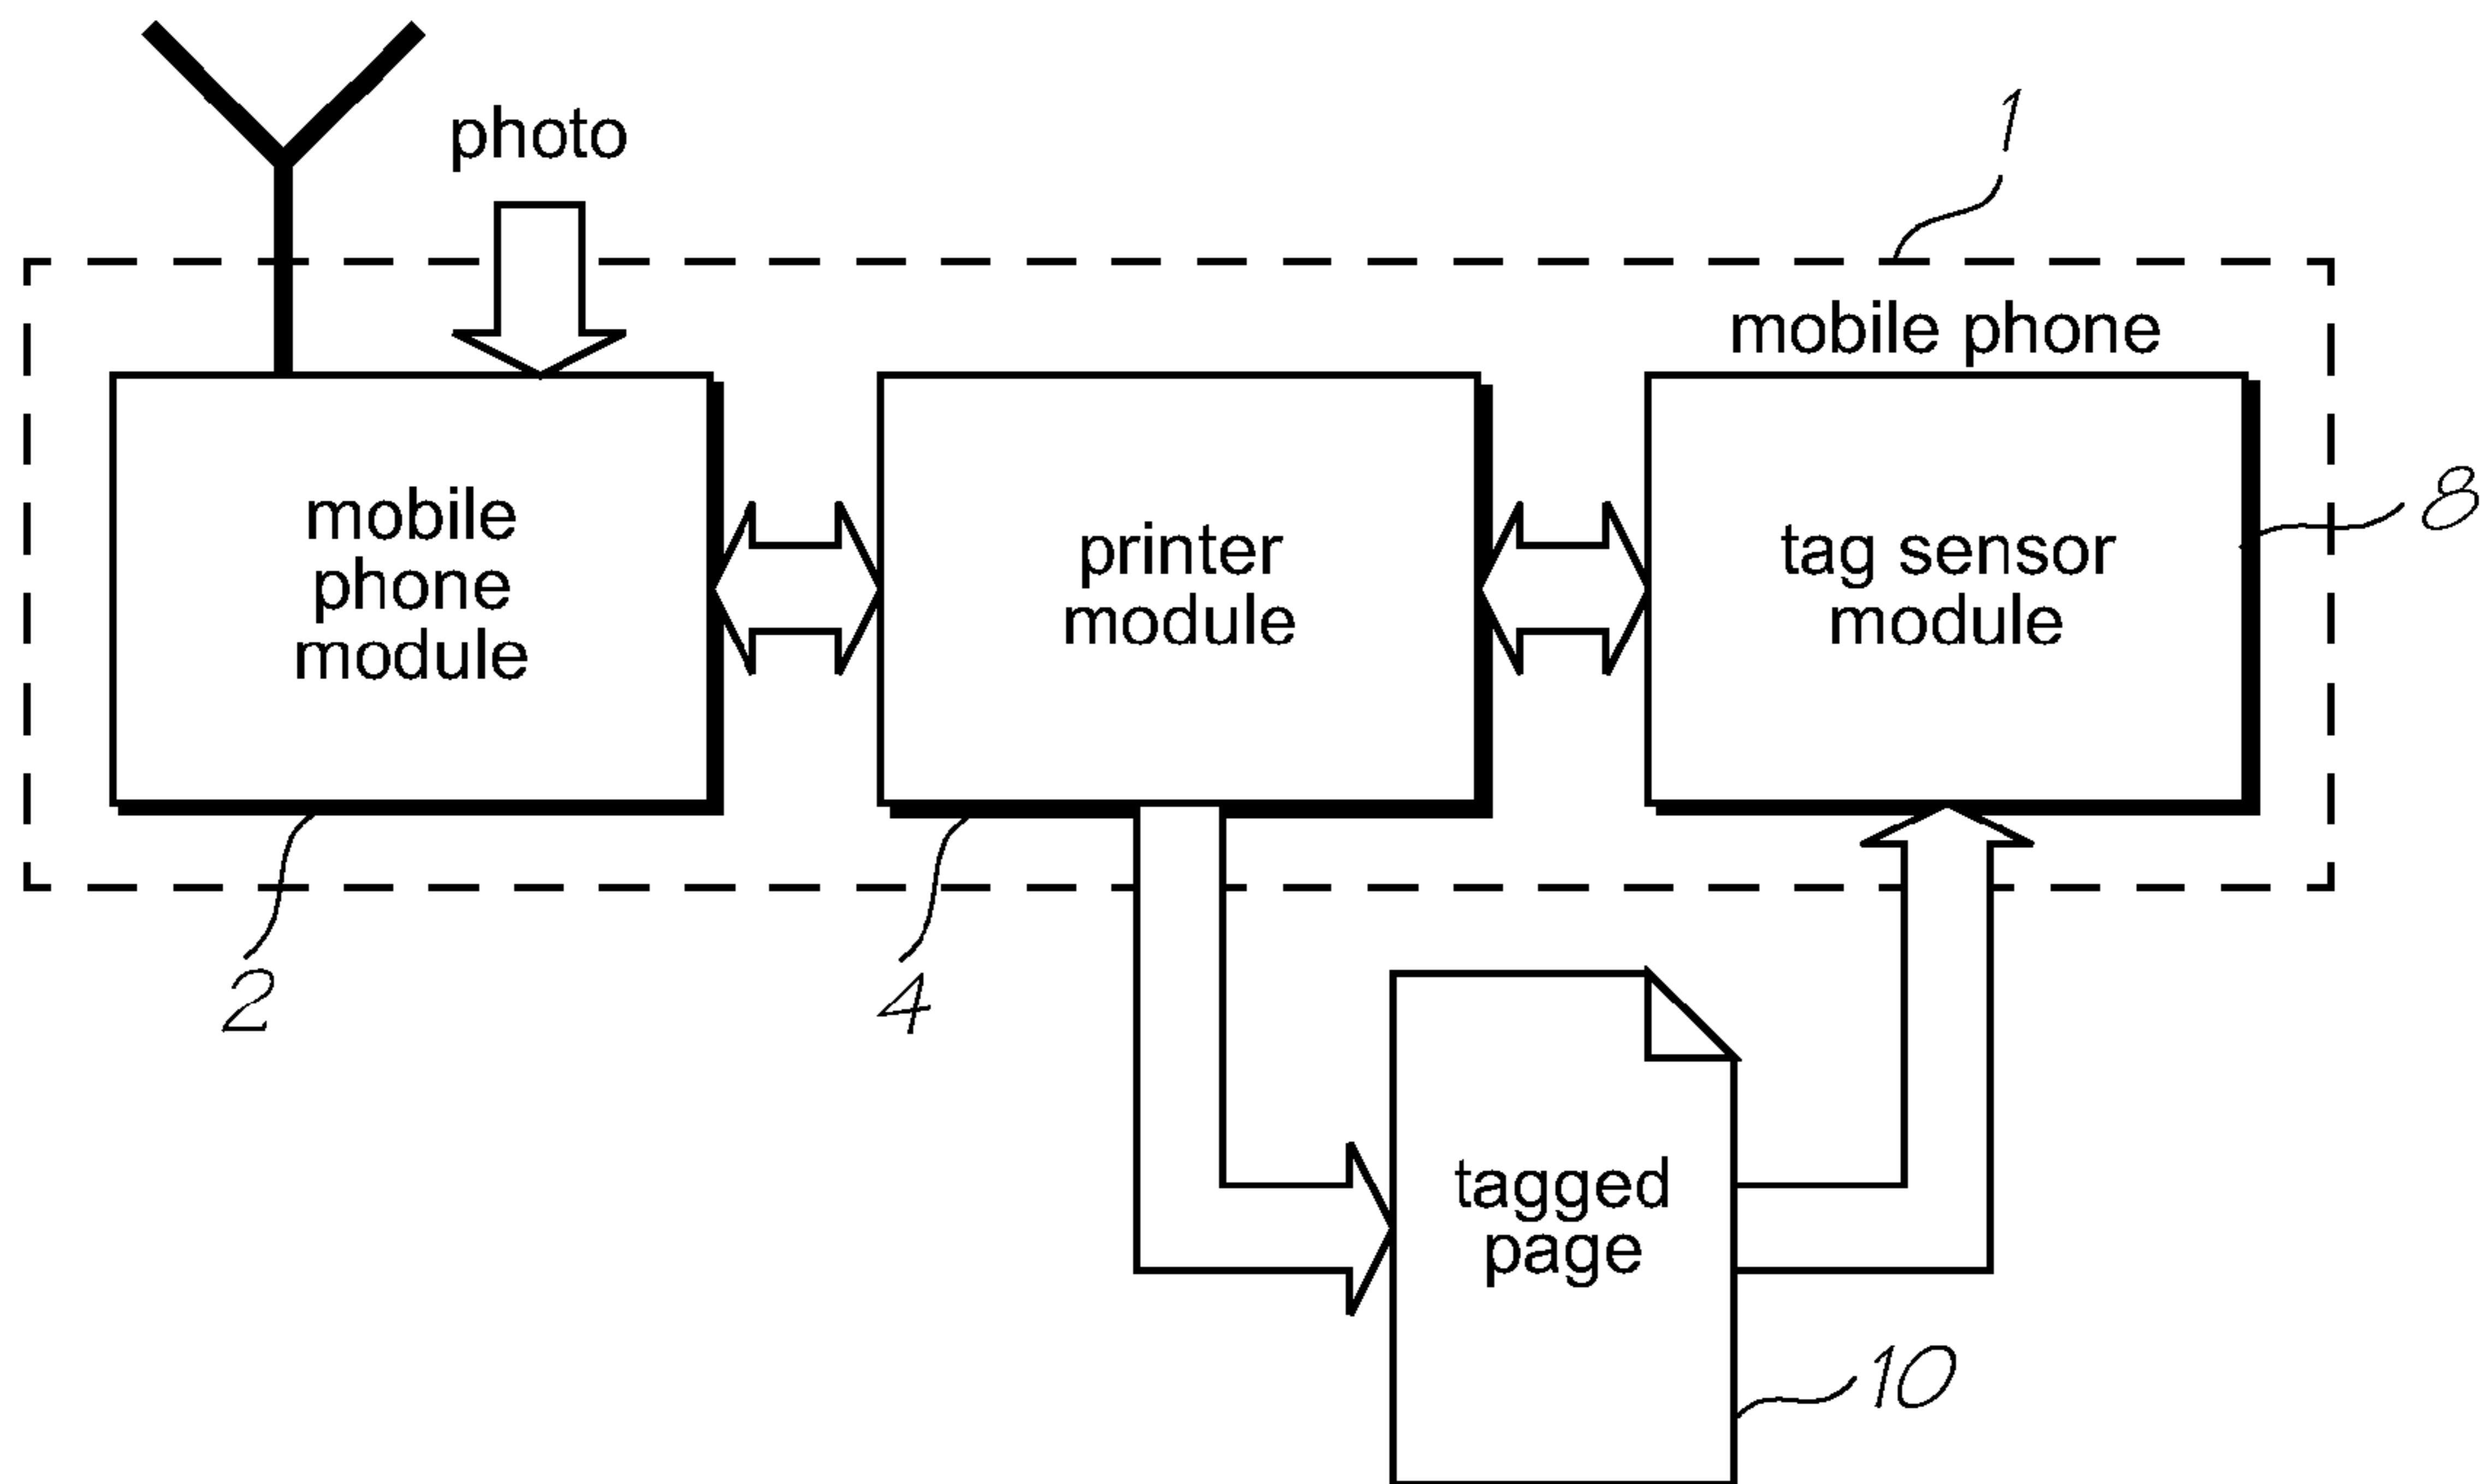 photo
1
mobile phone
mobile
phone
module
printer
module
tag sensor
module
8
2
4
tagged
page
10